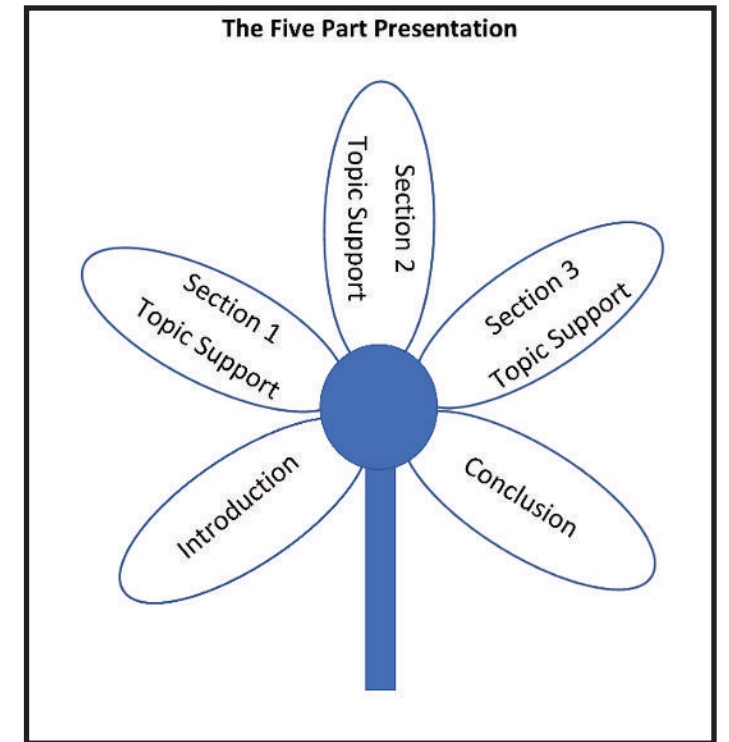 The Five Part Presentation
Introduction
Section 1
Topic Support
Section 2
Topic Support
Section 3
Topic Support
Conclusion